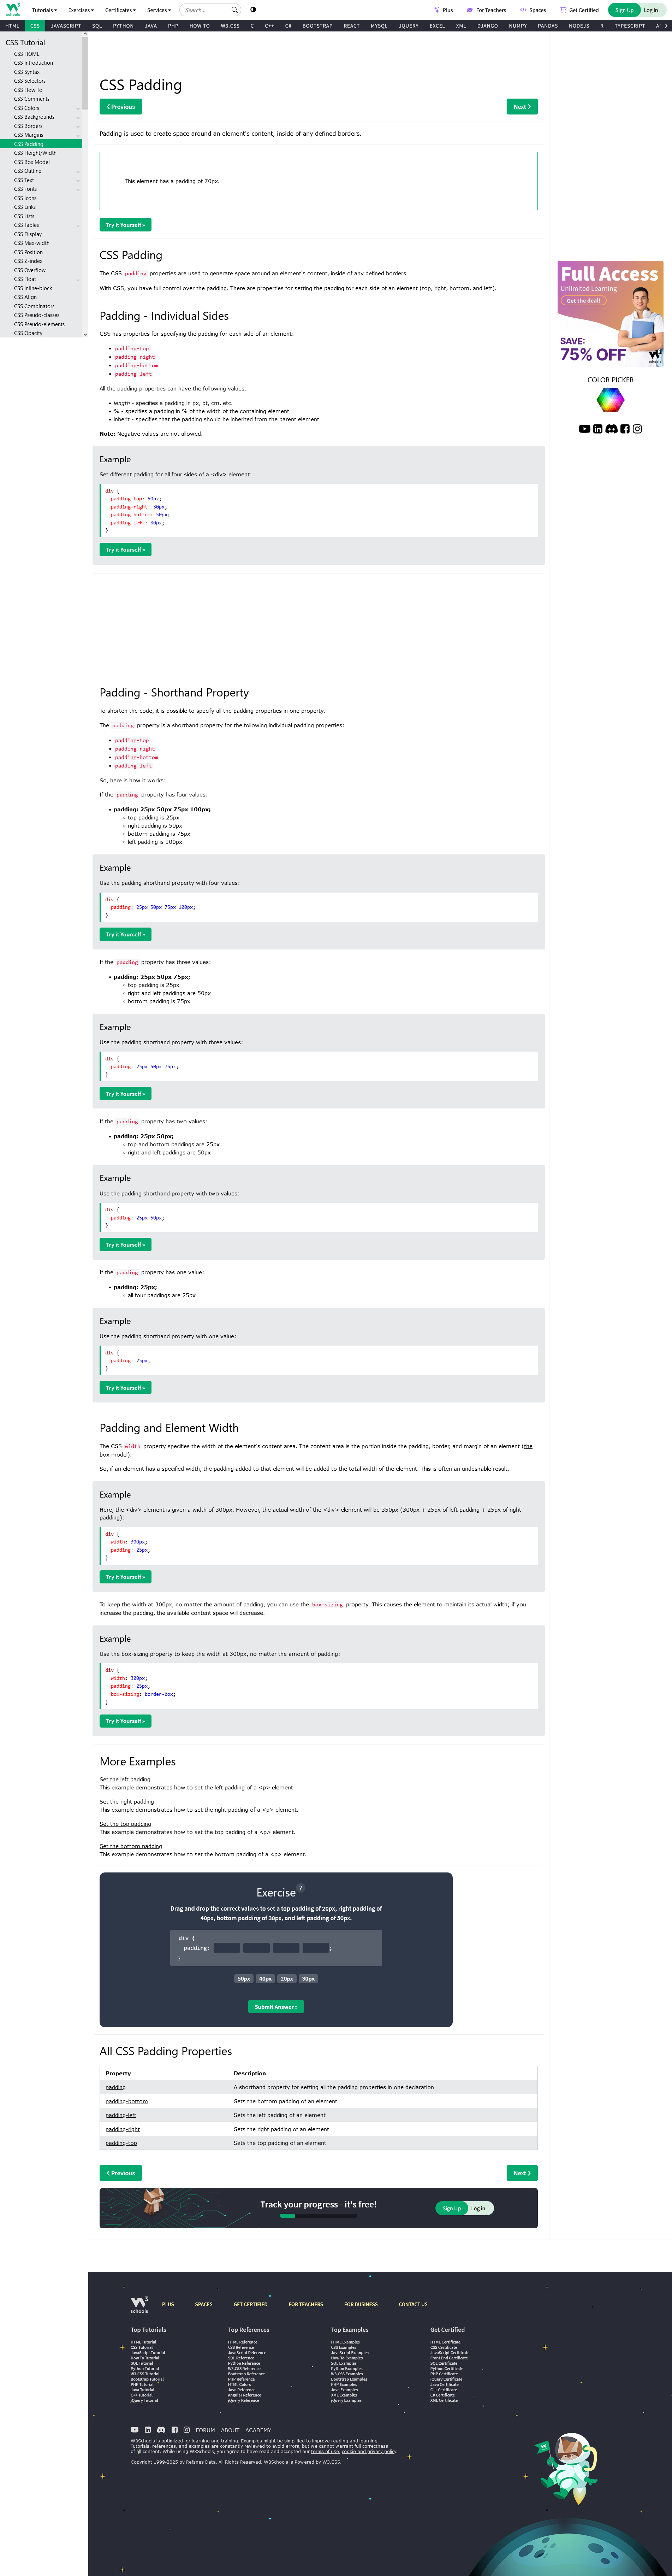 W3 schools
Tutorials Exercises Certificates Services Search... Plus For Teachers Spaces Get Certified Sign Up Log in
HTML CSS JAVASCRIPT SQL PYTHON JAVA PHP HOW TO W3.CSS C C++ C# BOOTSTRAP REACT MYSQL JQUERY EXCEL XML DJANGO NUMPY PANDAS NODEJS R TYPESCRIPT
CSS Tutorial
CSS HOME
CSS Introduction
CSS Syntax
CSS Selectors
CSS How To
CSS Comments
CSS Colors
CSS Backgrounds
CSS Borders
CSS Margins
CSS Padding
CSS Height/Width
CSS Box Model
CSS Outline
CSS Text
CSS Fonts
CSS Icons
CSS Links
CSS Lists
CSS Tables
CSS Display
CSS Max-width
CSS Position
CSS Z-index
CSS Overflow
CSS Float
CSS Inline-block
CSS Align
CSS Combinators
CSS Pseudo-classes
CSS Pseudo-elements
CSS Opacity
CSS Padding
❮ Previous
Next ❯
Padding is used to create space around an element's content, inside of any defined borders.
This element has a padding of 70px.
Try it Yourself »
CSS Padding
The CSS padding properties are used to generate space around an element's content, inside of any defined borders.
With CSS, you have full control over the padding. There are properties for setting the padding for each side of an element (top, right, bottom, and left).
Padding - Individual Sides
CSS has properties for specifying the padding for each side of an element:
• padding-top
• padding-right
• padding-bottom
• padding-left
All the padding properties can have the following values:
• length - specifies a padding in px, pt, cm, etc.
• % - specifies a padding in % of the width of the containing element
• inherit - specifies that the padding should be inherited from the parent element
Note: Negative values are not allowed.
Example
Set different padding for all four sides of a <div> element:
div {
padding-top: 50px;
padding-right: 30px;
padding-bottom: 50px;
padding-left: 80px;
}
Try it Yourself »
Padding - Shorthand Property
To shorten the code, it is possible to specify all the padding properties in one property.
The padding property is a shorthand property for the following individual padding properties:
• padding-top
• padding-right
• padding-bottom
• padding-left
So, here is how it works:
If the padding property has four values:
• padding: 25px 50px 75px 100px;
○ top padding is 25px
○ right padding is 50px
○ bottom padding is 75px
○ left padding is 100px
Example
Use the padding shorthand property with four values:
div {
padding: 25px 50px 75px 100px;
}
Try it Yourself »
If the padding property has three values:
• padding: 25px 50px 75px;
○ top padding is 25px
○ right and left paddings are 50px
○ bottom padding is 75px
Example
Use the padding shorthand property with three values:
div {
padding: 25px 50px 75px;
}
Try it Yourself »
If the padding property has two values:
• padding: 25px 50px;
○ top and bottom paddings are 25px
○ right and left paddings are 50px
Example
Use the padding shorthand property with two values:
div {
padding: 25px 50px;
}
Try it Yourself »
If the padding property has one value:
• padding: 25px;
○ all four paddings are 25px
Example
Use the padding shorthand property with one value:
div {
padding: 25px;
}
Try it Yourself »
Padding and Element Width
The CSS width property specifies the width of the element's content area. The content area is the portion inside the padding, border, and margin of an element (the
box model).
So, if an element has a specified width, the padding added to that element will be added to the total width of the element. This is often an undesirable result.
Example
Here, the <div> element is given a width of 300px. However, the actual width of the <div> element will be 350px (300px + 25px of left padding + 25px of right
padding):
div {
width: 300px;
padding: 25px;
}
Try it Yourself »
To keep the width at 300px, no matter the amount of padding, you can use the box-sizing property. This causes the element to maintain its actual width; if you
increase the padding, the available content space will decrease.
Example
Use the box-sizing property to keep the width at 300px, no matter the amount of padding:
div {
width: 300px;
padding: 25px;
box-sizing: border-box;
}
Try it Yourself »
More Examples
Set the left padding
This example demonstrates how to set the left padding of a <p> element.
Set the right padding
This example demonstrates how to set the right padding of a <p> element.
Set the top padding
This example demonstrates how to set the top padding of a <p> element.
Set the bottom padding
This example demonstrates how to set the bottom padding of a <p> element.
Exercise ?
Drag and drop the correct values to set a top padding of 20px, right padding of
40px, bottom padding of 30px, and left padding of 50px.
div {
padding: ;
}
50px 40px 20px 30px
Submit Answer »
All CSS Padding Properties
Property Description
padding A shorthand property for setting all the padding properties in one declaration
padding-bottom Sets the bottom padding of an element
padding-left Sets the left padding of an element
padding-right Sets the right padding of an element
padding-top Sets the top padding of an element
❮ Previous
Next ❯
Track your progress - it's free!
Sign Up Log in
Full Access
Unlimited Learning
Get the deal!
SAVE:
75% OFF
W3 schools
COLOR PICKER
W3 schools
PLUS SPACES GET CERTIFIED FOR TEACHERS FOR BUSINESS CONTACT US
Top Tutorials
HTML Tutorial
CSS Tutorial
JavaScript Tutorial
How To Tutorial
SQL Tutorial
Python Tutorial
W3.CSS Tutorial
Bootstrap Tutorial
PHP Tutorial
Java Tutorial
C++ Tutorial
jQuery Tutorial
Top References
HTML Reference
CSS Reference
JavaScript Reference
SQL Reference
Python Reference
W3.CSS Reference
Bootstrap Reference
PHP Reference
HTML Colors
Java Reference
Angular Reference
jQuery Reference
Top Examples
HTML Examples
CSS Examples
JavaScript Examples
How To Examples
SQL Examples
Python Examples
W3.CSS Examples
Bootstrap Examples
PHP Examples
Java Examples
XML Examples
jQuery Examples
Get Certified
HTML Certificate
CSS Certificate
JavaScript Certificate
Front End Certificate
SQL Certificate
Python Certificate
PHP Certificate
jQuery Certificate
Java Certificate
C++ Certificate
C# Certificate
XML Certificate
FORUM ABOUT ACADEMY
W3Schools is optimized for learning and training. Examples might be simplified to improve reading and learning.
Tutorials, references, and examples are constantly reviewed to avoid errors, but we cannot warrant full correctness
of all content. While using W3Schools, you agree to have read and accepted our terms of use, cookie and privacy policy.
Copyright 1999-2025 by Refsnes Data. All Rights Reserved. W3Schools is Powered by W3.CSS.